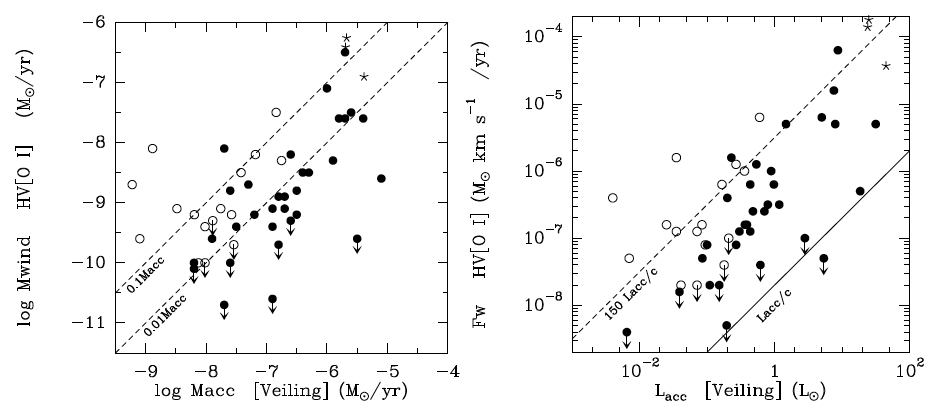 log Mwind HV[O I] (M⊙/yr)
−6
−7
−8
−9
−10
−11
0.1Macc
0.01Macc
−9 −8 −7 −6 −5 −4
log Macc [Veiling] (M⊙/yr)
Fw HV[O I] (M⊙ km s⁻¹ /yr)
10⁻⁴
10⁻⁵
10⁻⁶
10⁻⁷
10⁻⁸
150 Lacc/c
Lacc/c
10⁻² 1 10²
Lacc [Veiling] (L⊙)